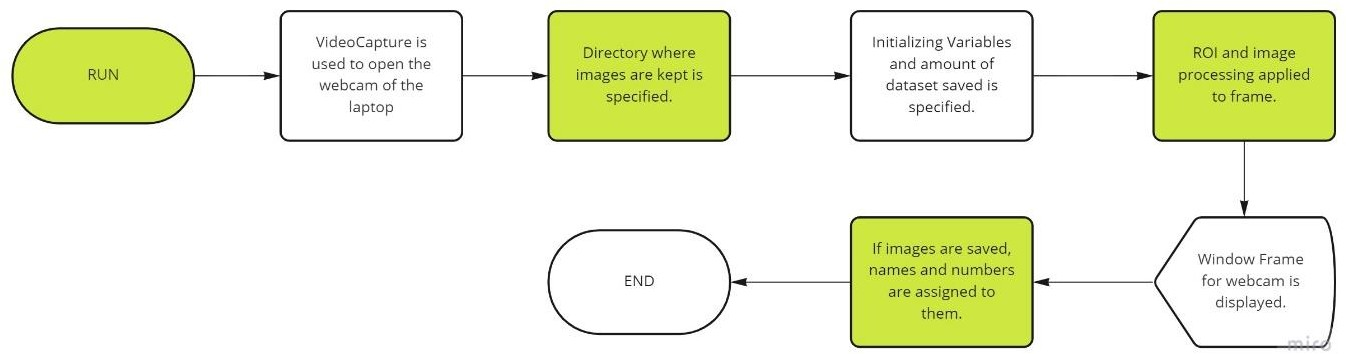 RUN
VideoCapture is
used to open the
webcam of the
laptop
Directory where
images are kept is
specified.
Initializing Variables
and amount of
dataset saved is
specified.
ROI and image
processing applied
to frame.
Window Frame
for webcam is
displayed.
If images are saved,
names and numbers
are assigned to
them.
END
miro